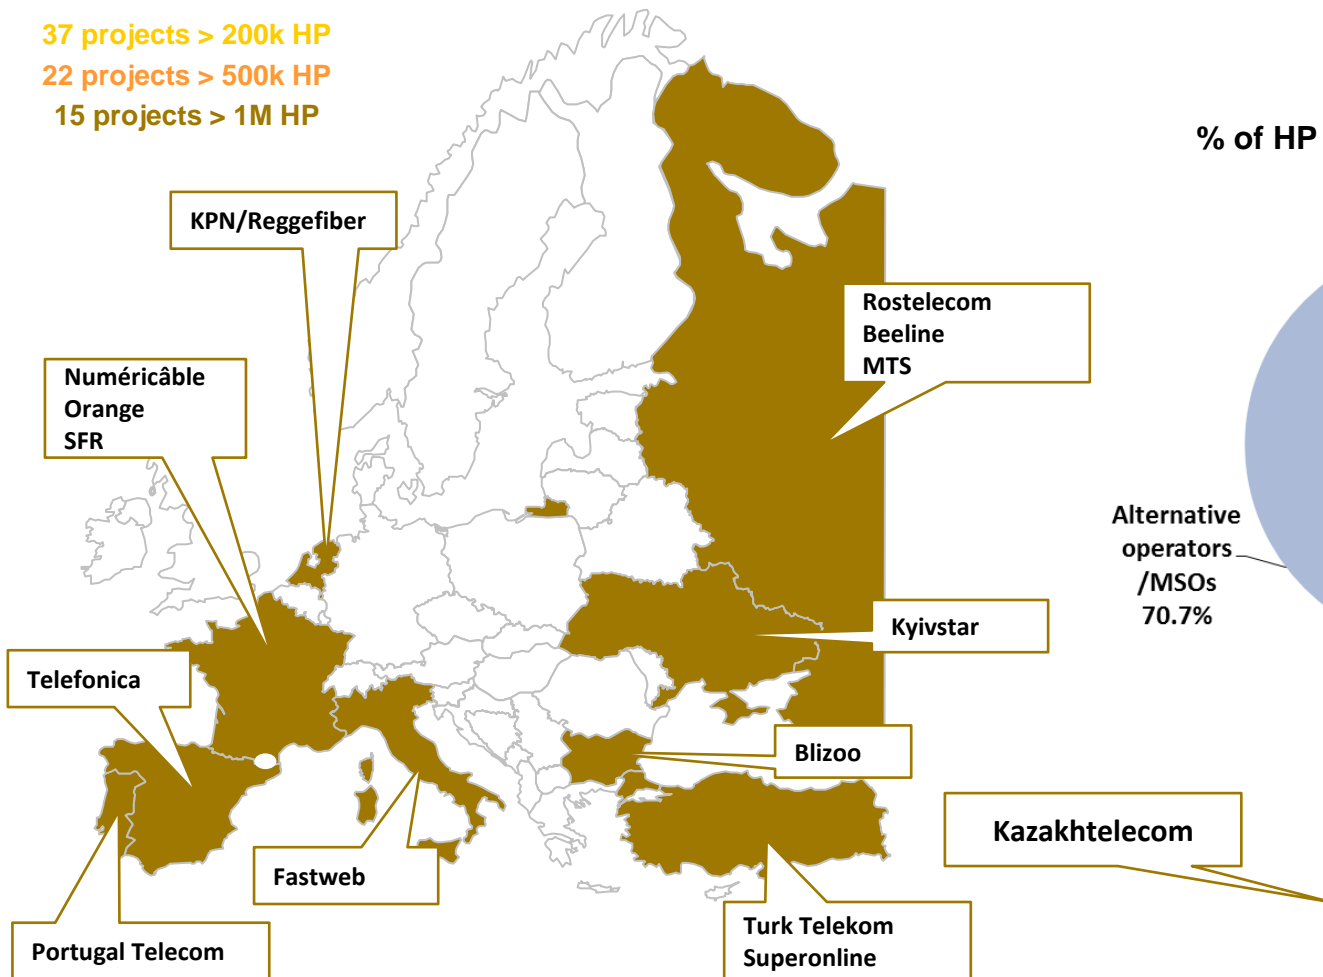 37 projects > 200k HP
22 projects > 500k HP
15 projects > 1M HP
% of HP
KPN/Reggefiber
Rostelecom
Beeline
MTS
Numéricâble
Orange
SFR
Alternative
operators
/MSOs
70.7%
Kyivstar
Telefonica
Blizoo
Kazakhtelecom
Fastweb
Turk Telekom
Superonline
Portugal Telecom